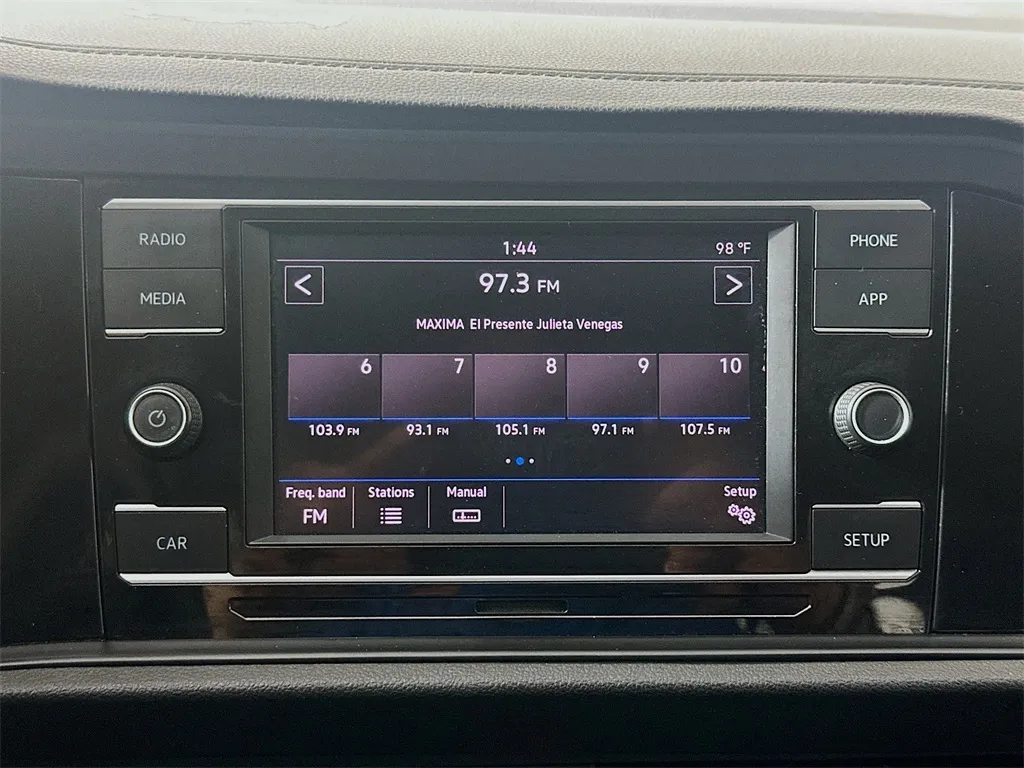 RADIO
MEDIA
PHONE
APP
1:44
98 °F
< 97.3 FM >
MAXIMA El Presente Julieta Venegas
6 7 8 9 10
103.9 FM 93.1 FM 105.1 FM 97.1 FM 107.5 FM
Freq. band Stations Manual Setup
FM
CAR
SETUP